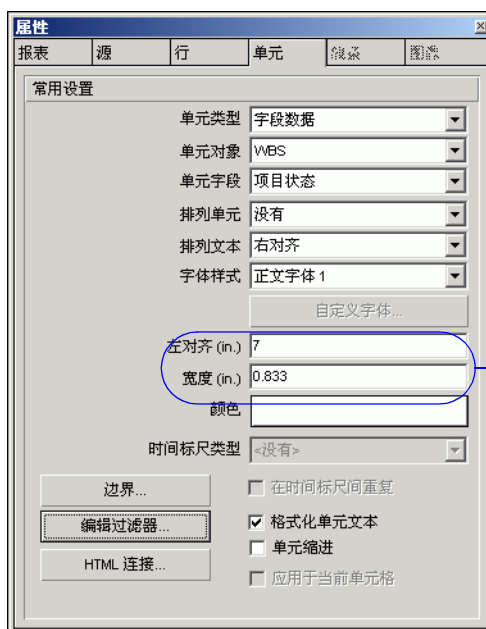 属性
报表 源 行 单元 线条 图像
常用设置
单元类型 字段数据
单元对象 WBS
单元字段 项目状态
排列单元 没有
排列文本 右对齐
字体样式 正文字体 1
自定义字体...
左对齐 (in.) 7
宽度 (in.) 0.833
颜色
时间标尺类型 <没有>
边界... 在时间标尺间重复
编辑过滤器... 格式化单元文本
单元缩进
HTML 连接... 应用于当前单元格